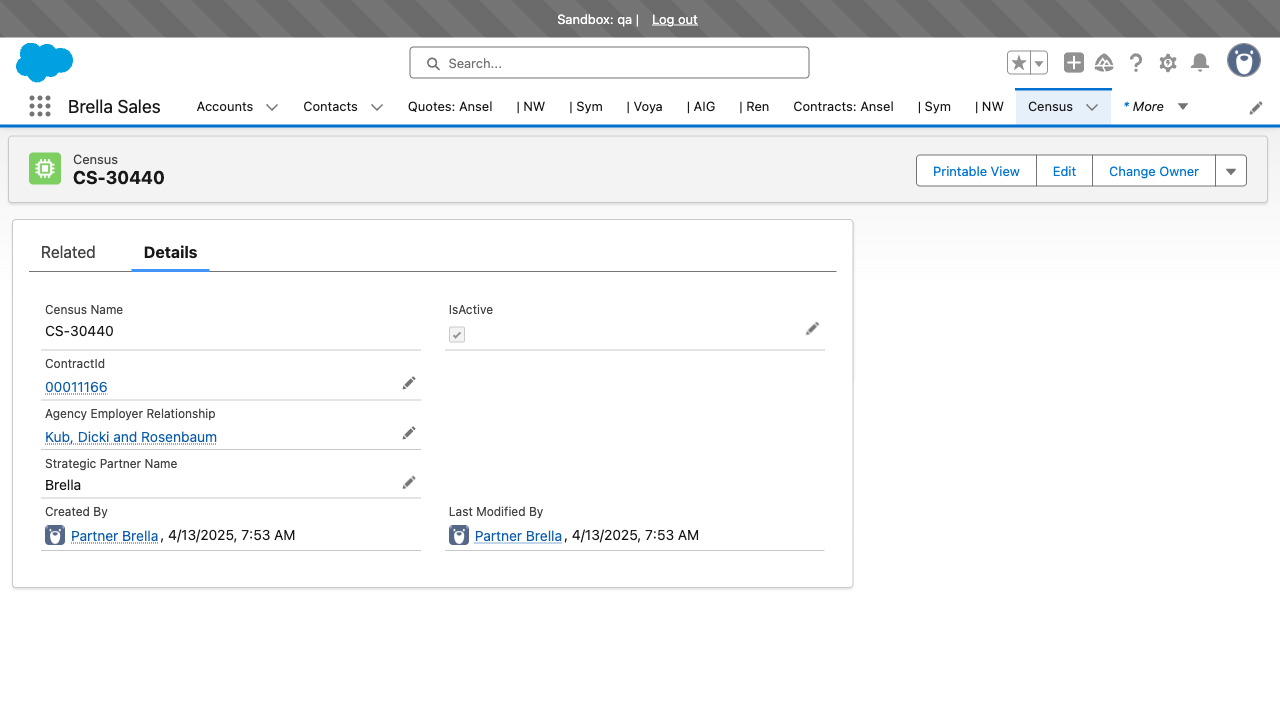 Sandbox: qa | Log out
Search...
Brella Sales Accounts Contacts Quotes: Ansel | NW | Sym | Voya | AIG | Ren Contracts: Ansel | Sym | NW Census * More
Census
CS-30440
Printable View Edit Change Owner
Related Details
Census Name
CS-30440
IsActive
ContractId
00011166
Agency Employer Relationship
Kub, Dicki and Rosenbaum
Strategic Partner Name
Brella
Created By
Partner Brella, 4/13/2025, 7:53 AM
Last Modified By
Partner Brella, 4/13/2025, 7:53 AM